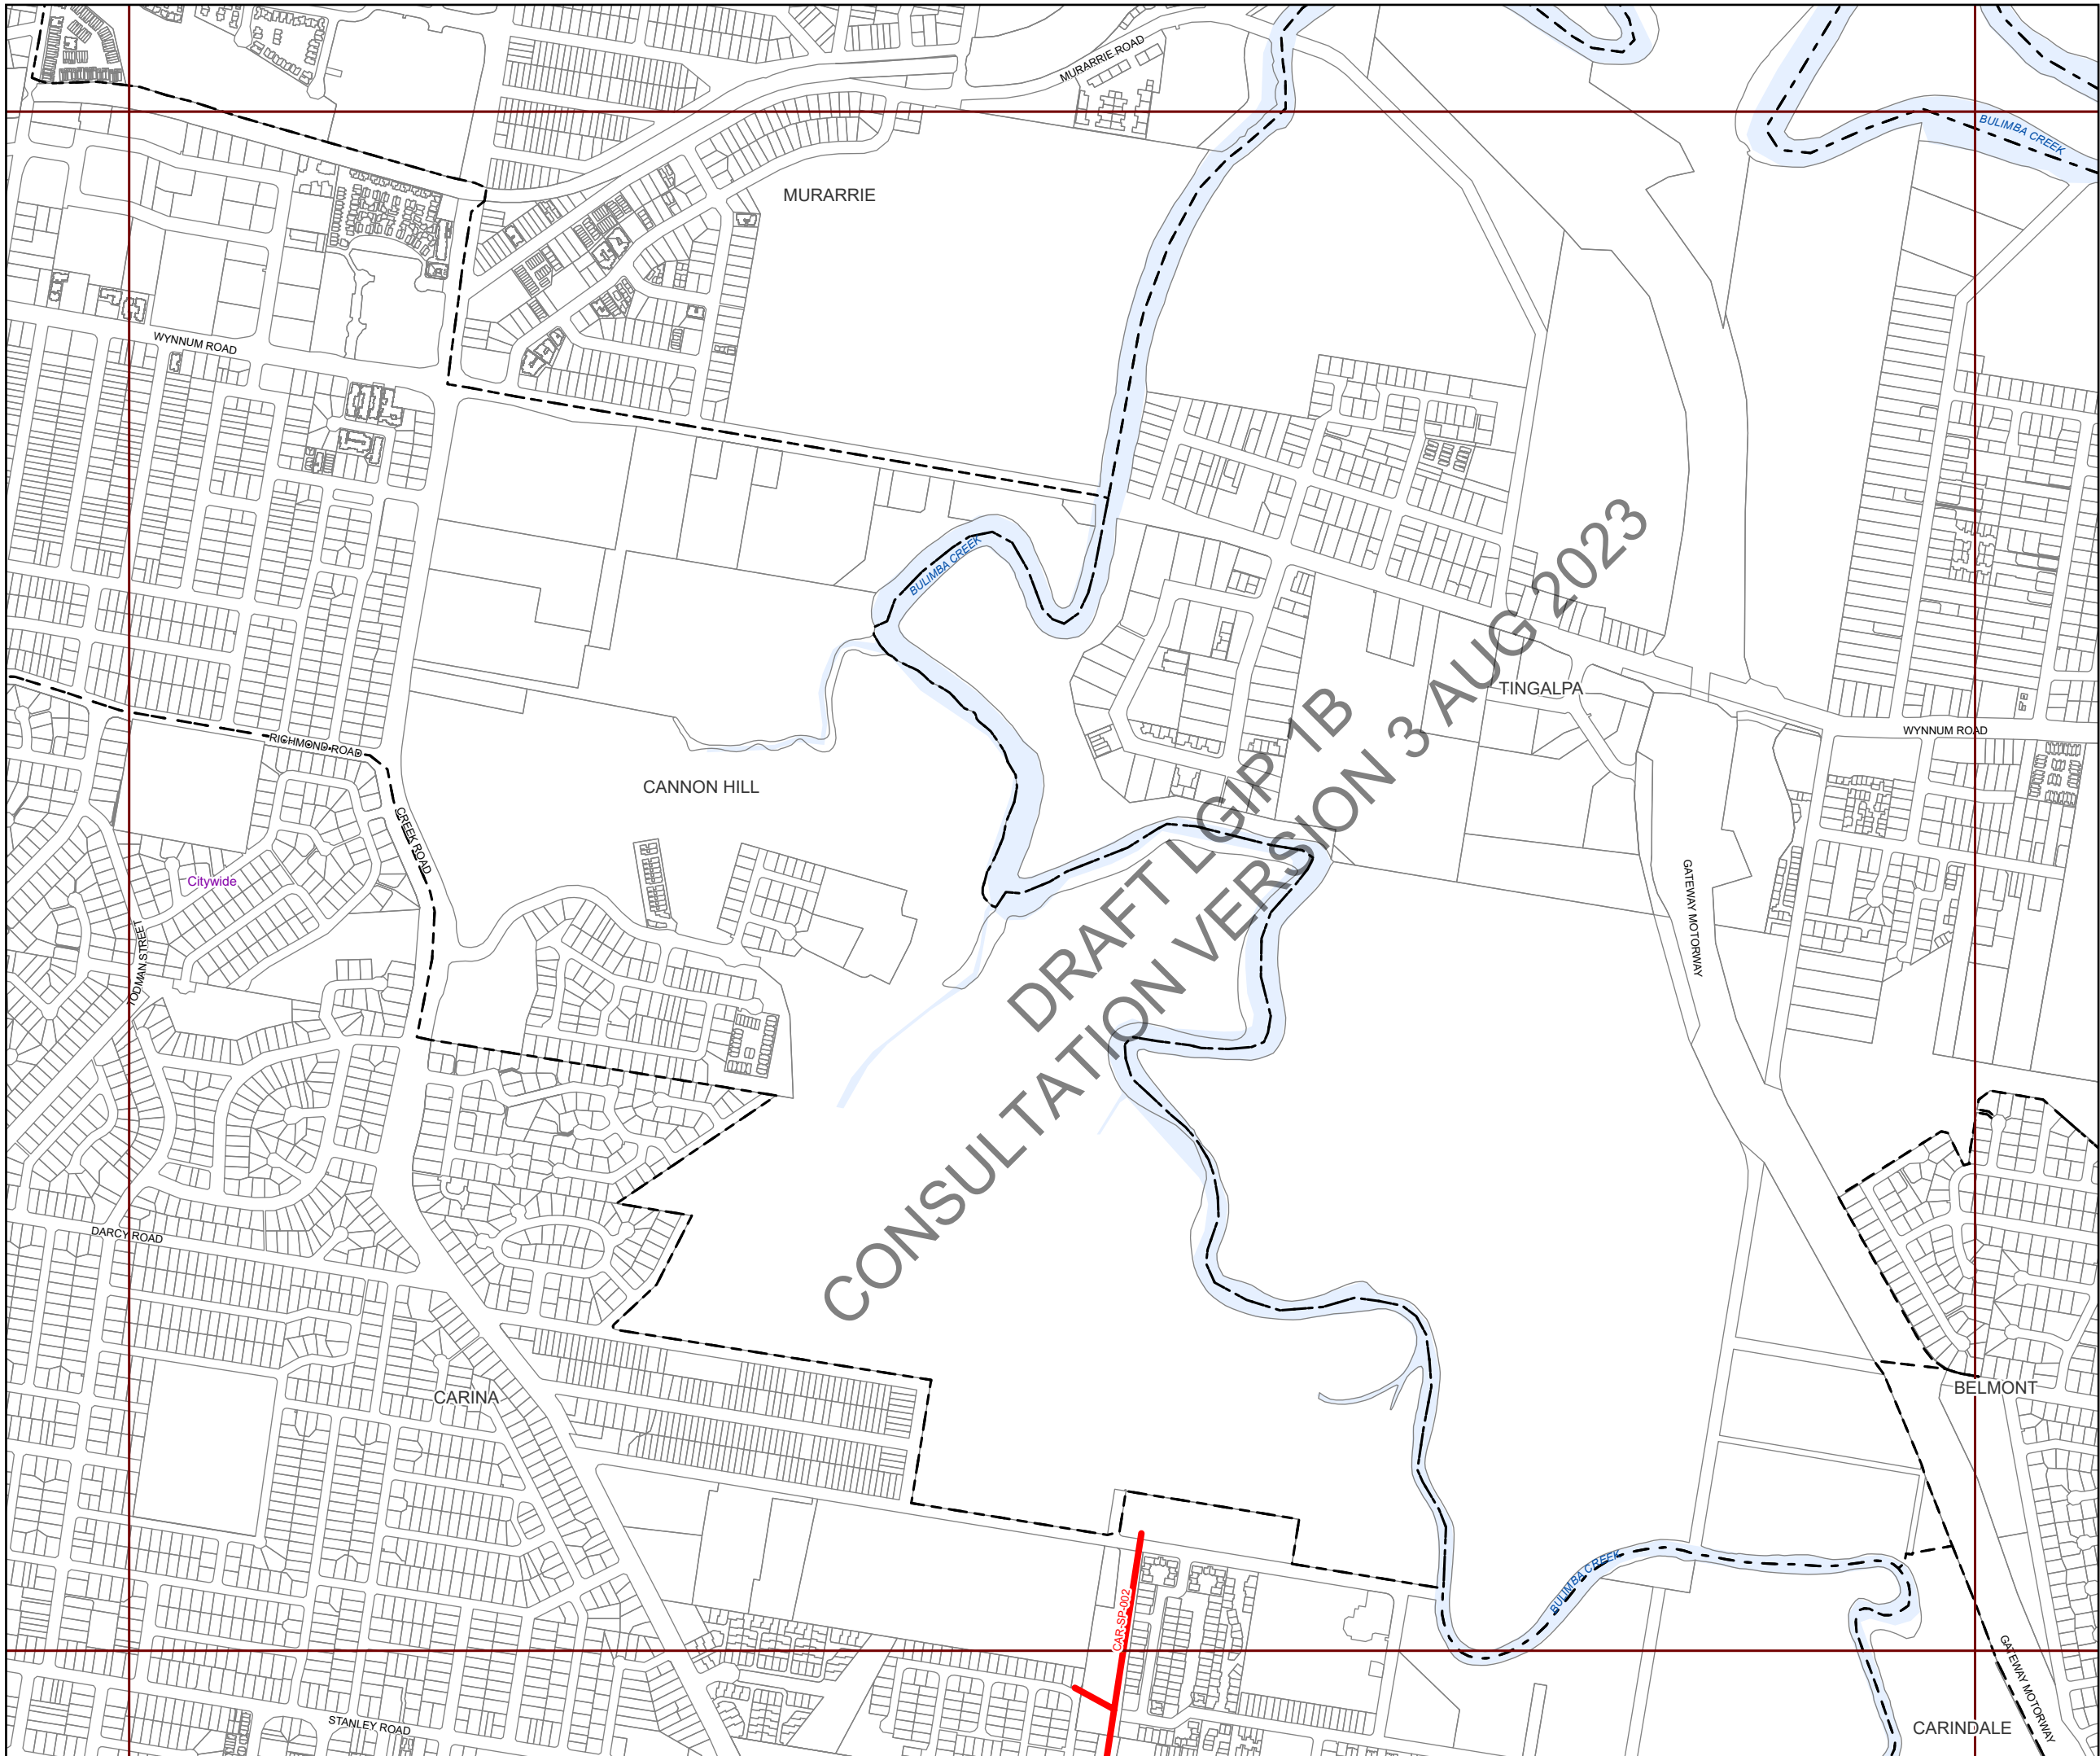 MURARRIE ROAD
BULIMBA CREEK
MURARRIE
WYNNUM ROAD
BULIMBA CREEK
TINGALPA
WYNNUM ROAD
RICHMOND ROAD
CANNON HILL
CREEK ROAD
Citywide
GATEWAY MOTORWAY
TODMAN STREET
DRAFT LGIP 1B
CONSULTATION VERSION 3 AUG 2023
DARCY ROAD
BELMONT
CARINA
BULIMBA CREEK
CAR-SP-002
GATEWAY MOTORWAY
STANLEY ROAD
CARINDALE